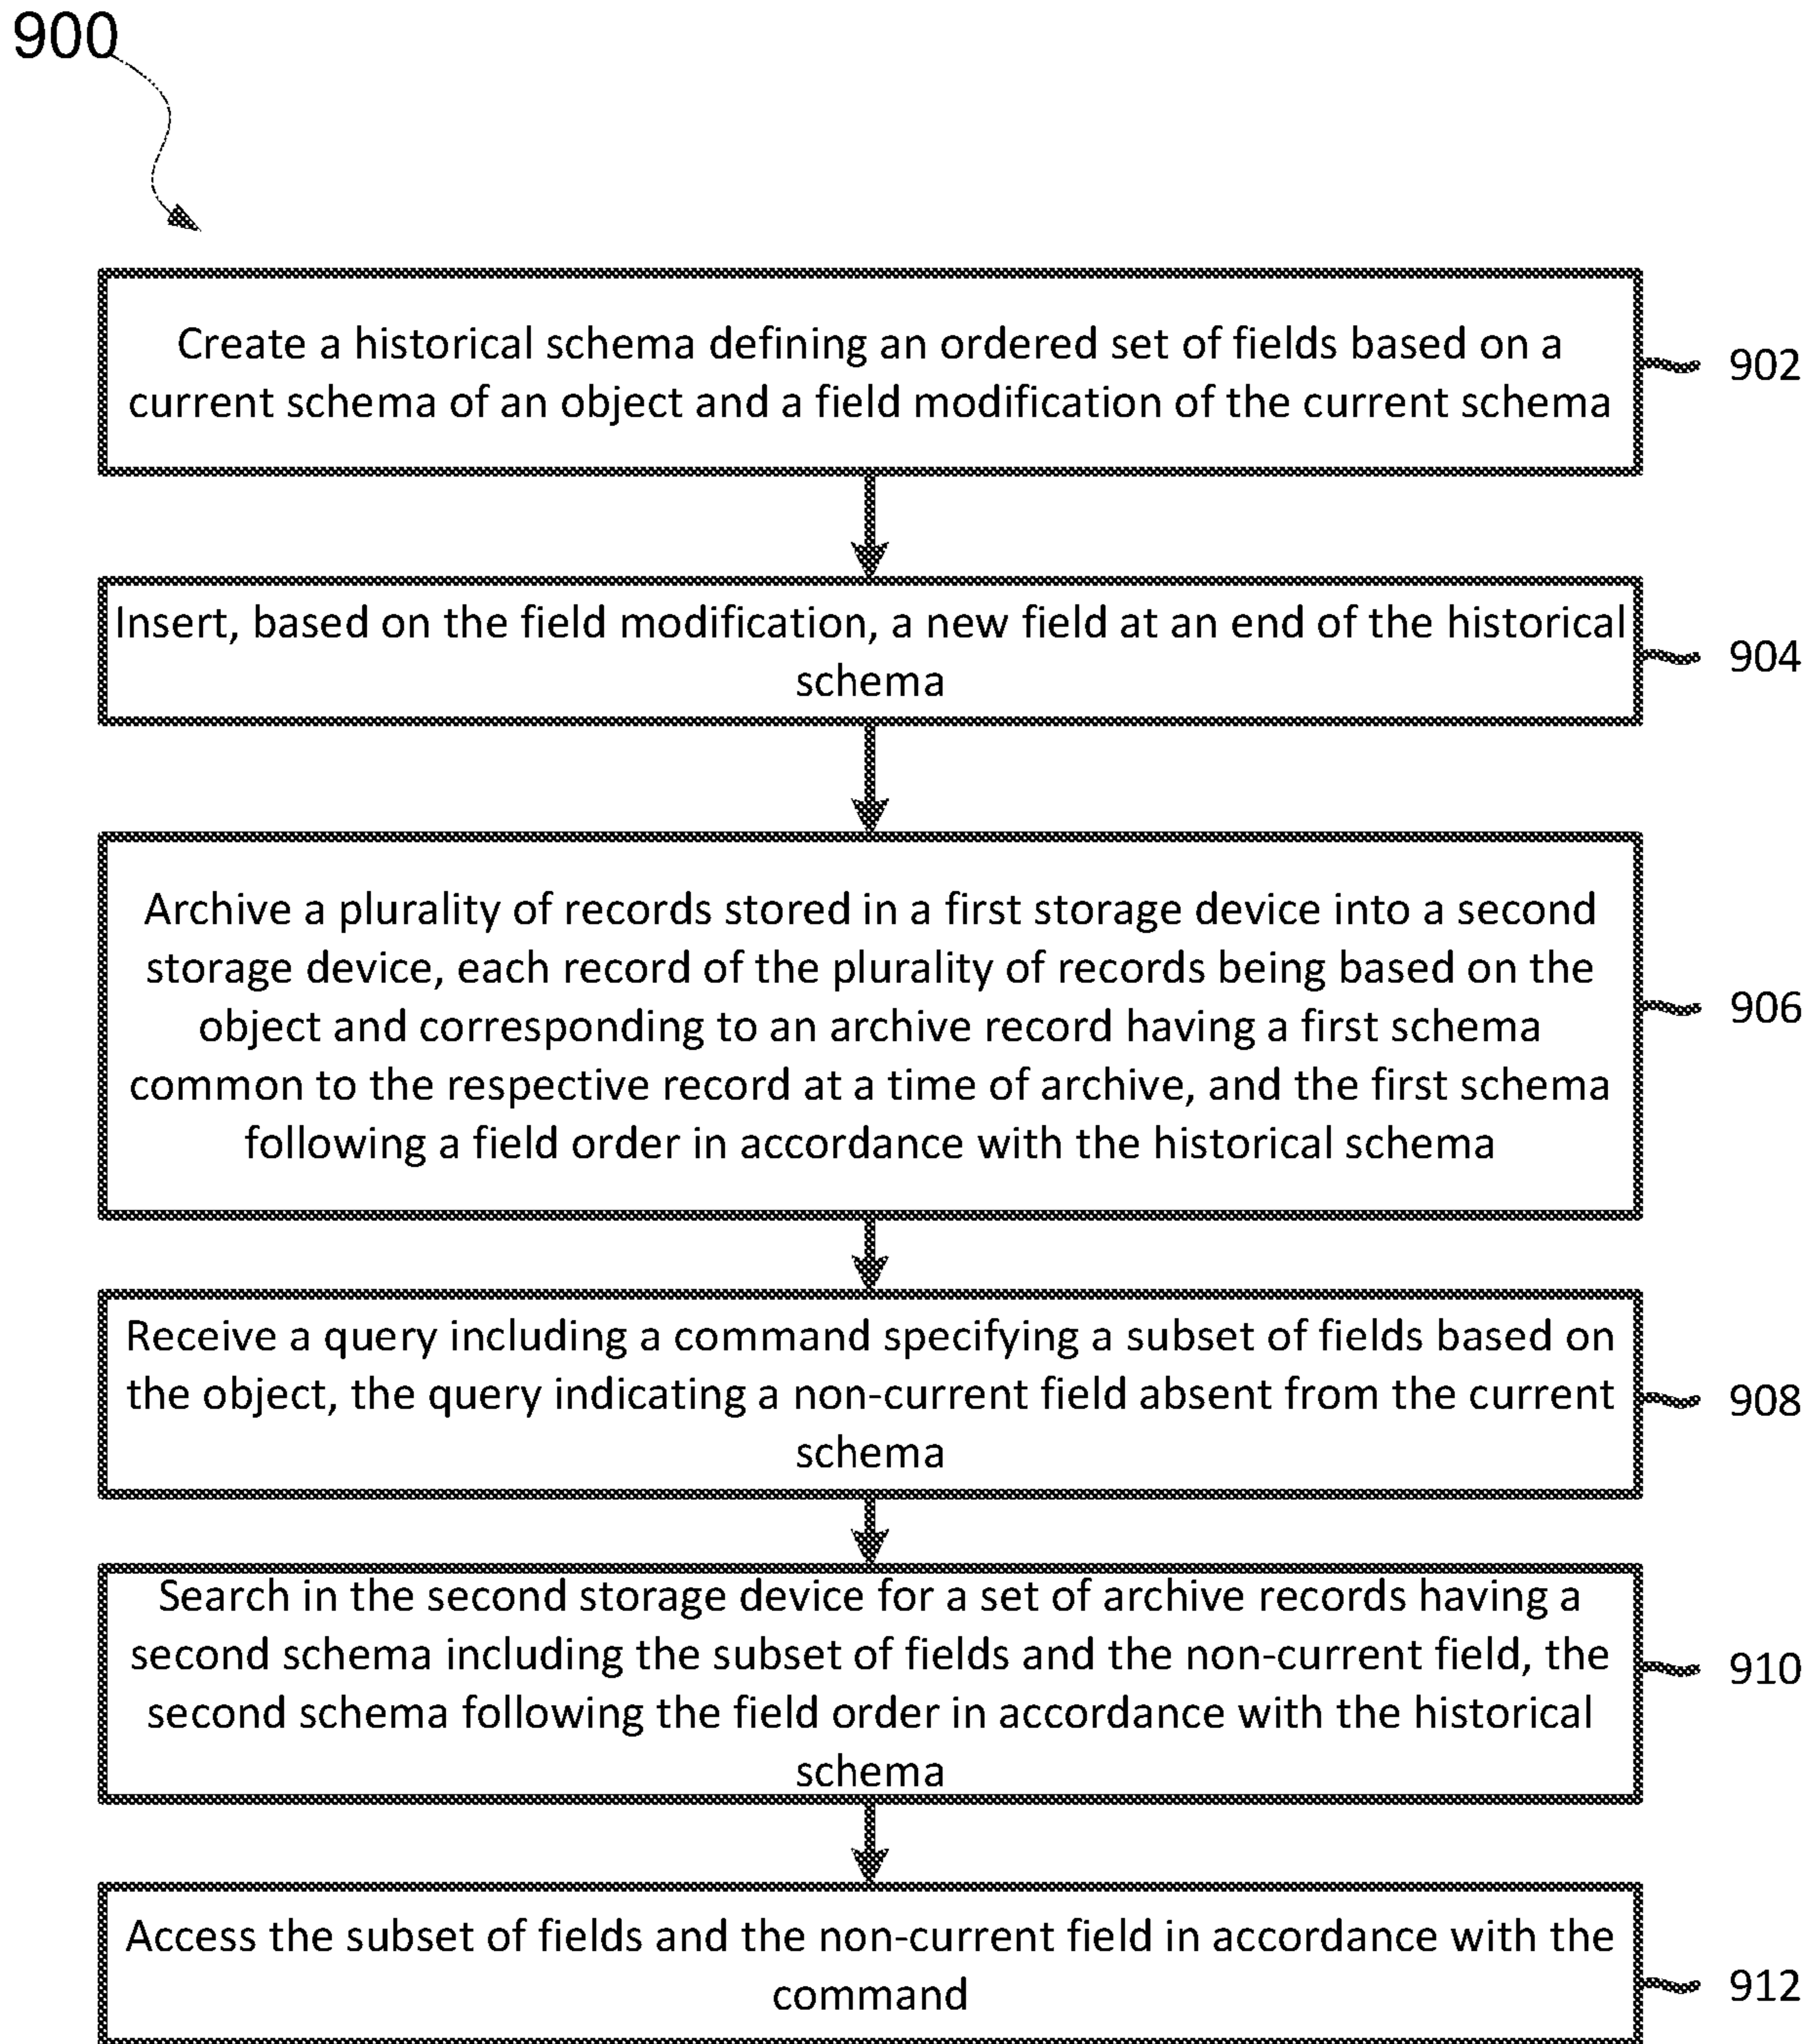 900
Create a historical schema defining an ordered set of fields based on a
current schema of an object and a field modification of the current schema
902
Insert, based on the field modification, a new field at an end of the historical
schema
904
Archive a plurality of records stored in a first storage device into a second
storage device, each record of the plurality of records being based on the
object and corresponding to an archive record having a first schema
common to the respective record at a time of archive, and the first schema
following a field order in accordance with the historical schema
906
Receive a query including a command specifying a subset of fields based on
the object, the query indicating a non-current field absent from the current
schema
908
Search in the second storage device for a set of archive records having a
second schema including the subset of fields and the non-current field, the
second schema following the field order in accordance with the historical
schema
910
Access the subset of fields and the non-current field in accordance with the
command
912